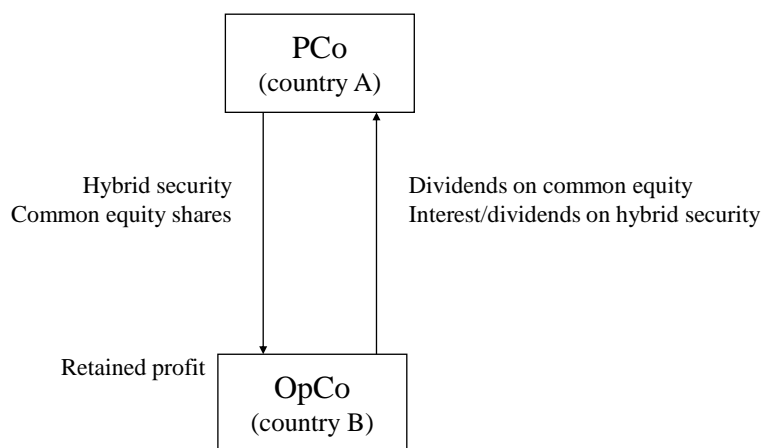 PCo
(country A)
Hybrid security
Common equity shares
Dividends on common equity
Interest/dividends on hybrid security
Retained profit
OpCo
(country B)